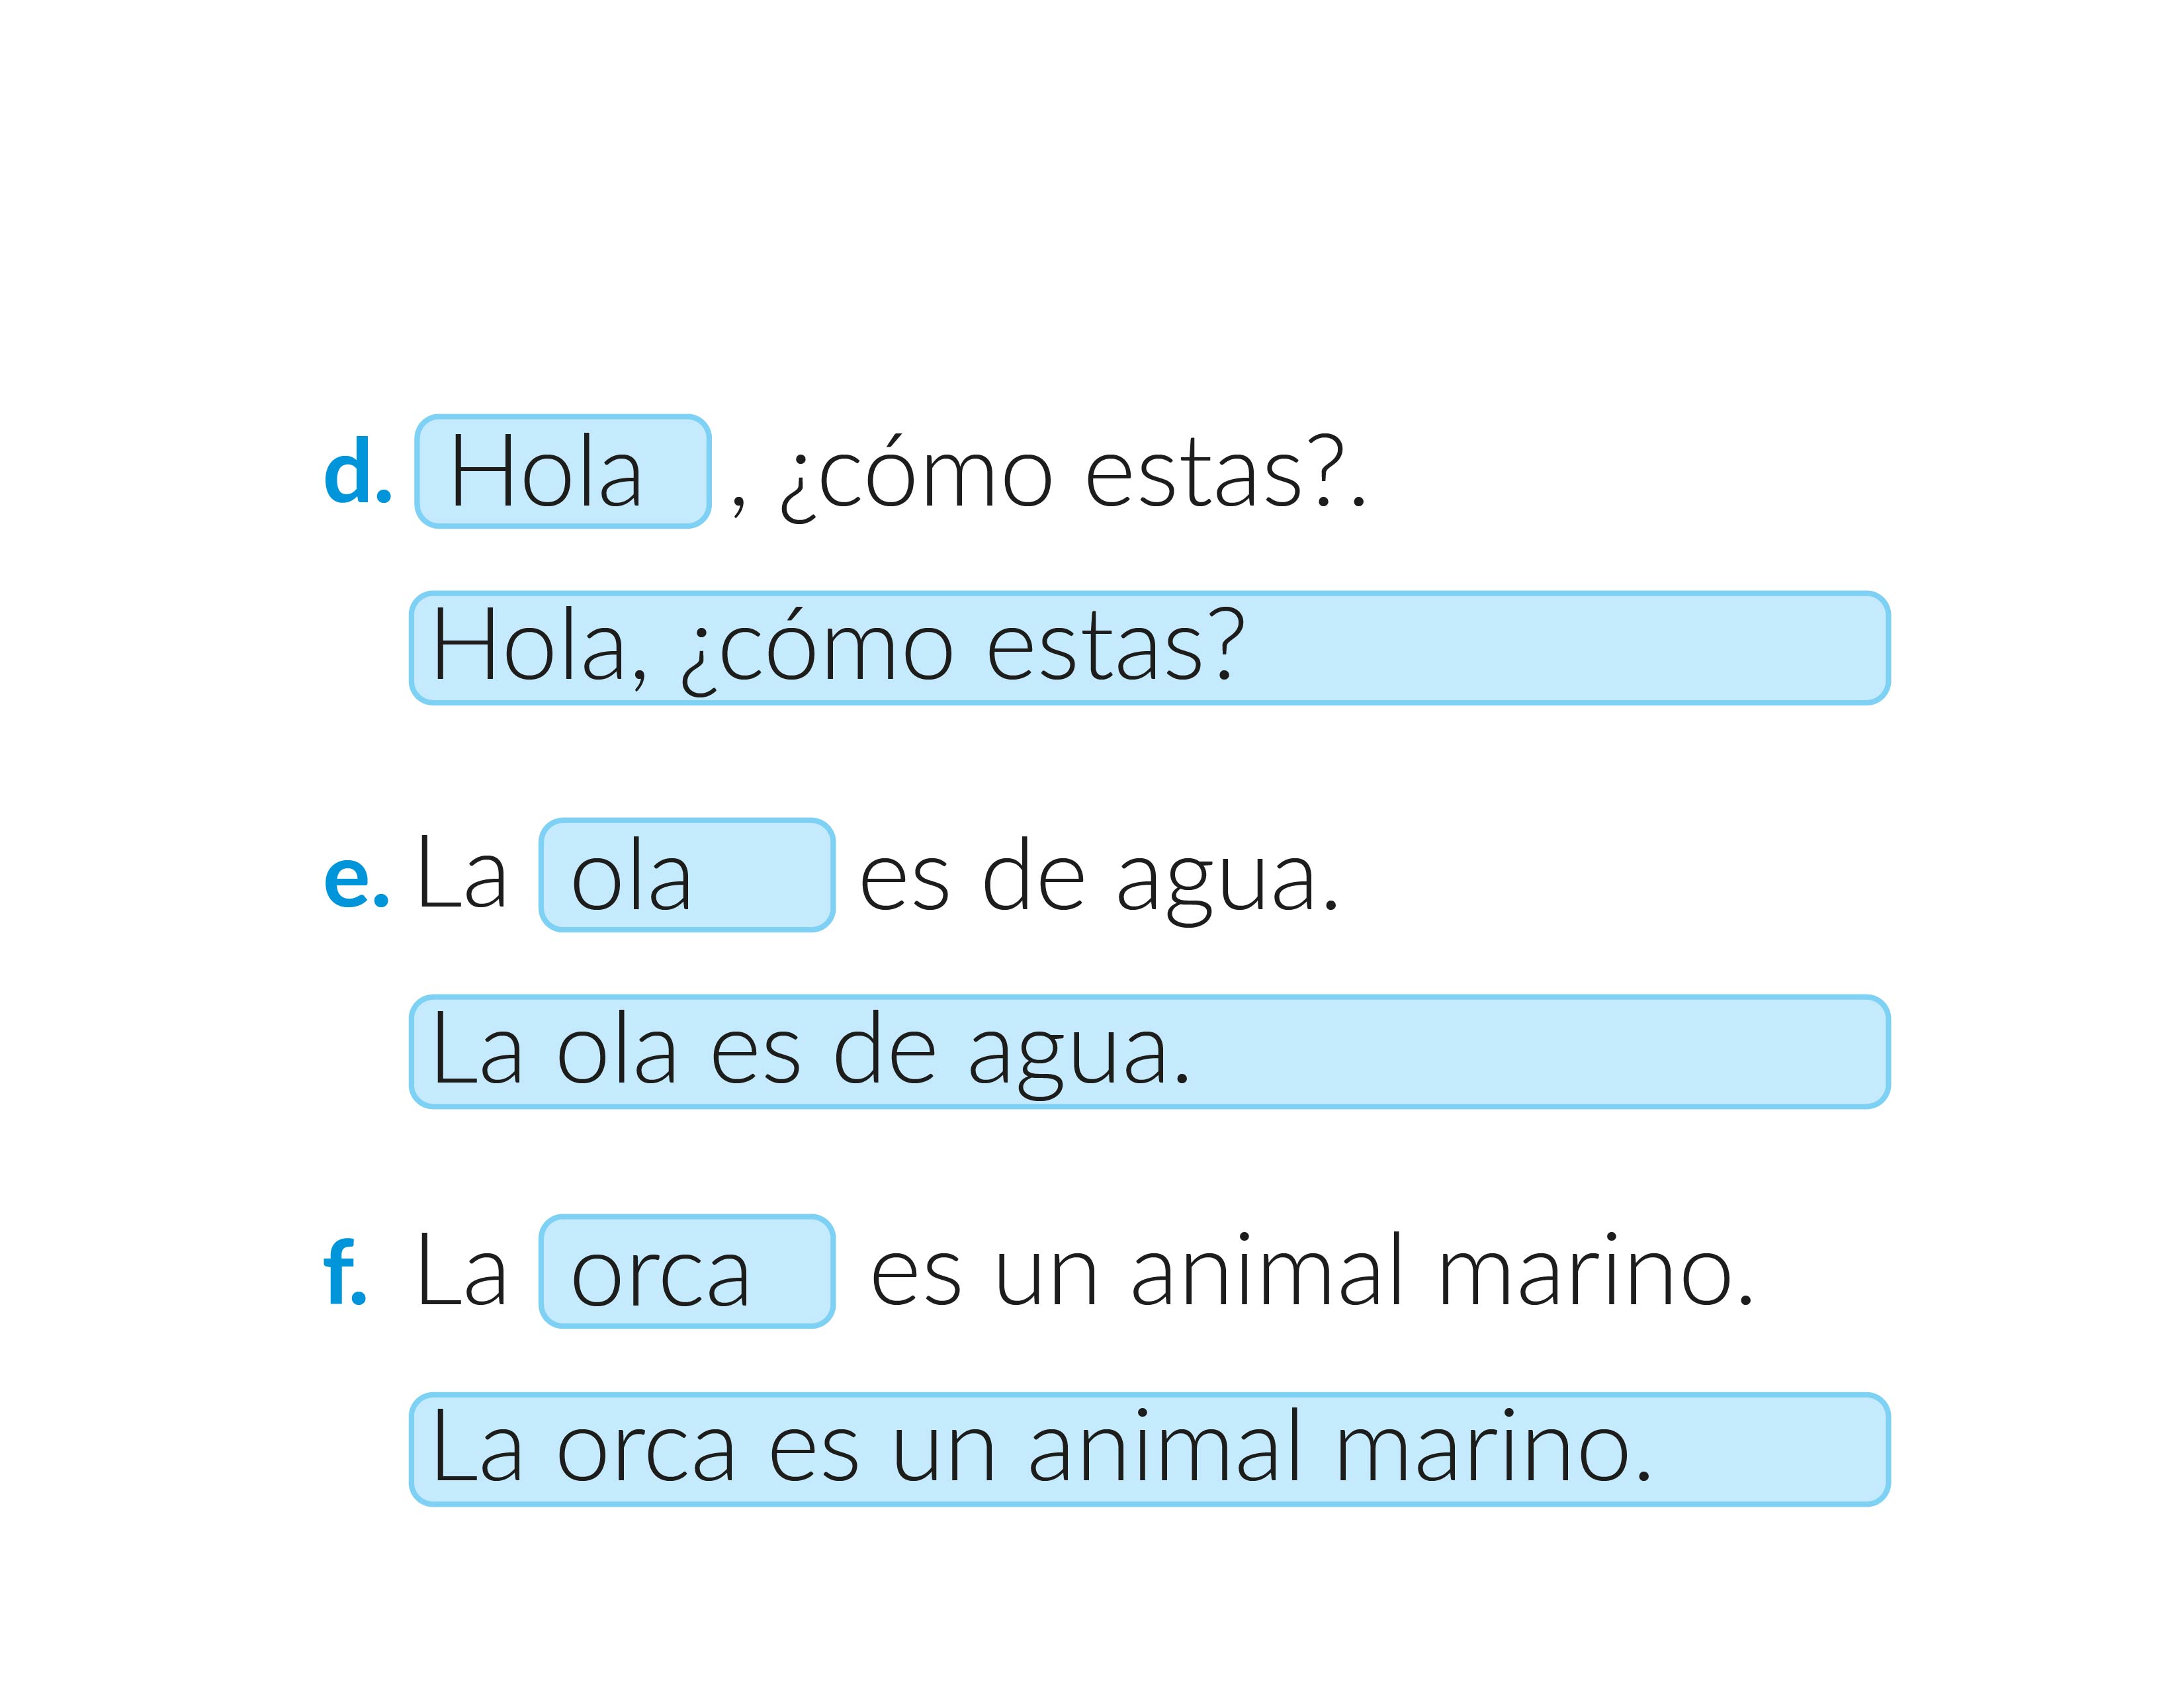 d. Hola , ¿cómo estas?.
Hola, ¿cómo estas?
e. La ola es de agua.
La ola es de agua.
f. La orca es un animal marino.
La orca es un animal marino.